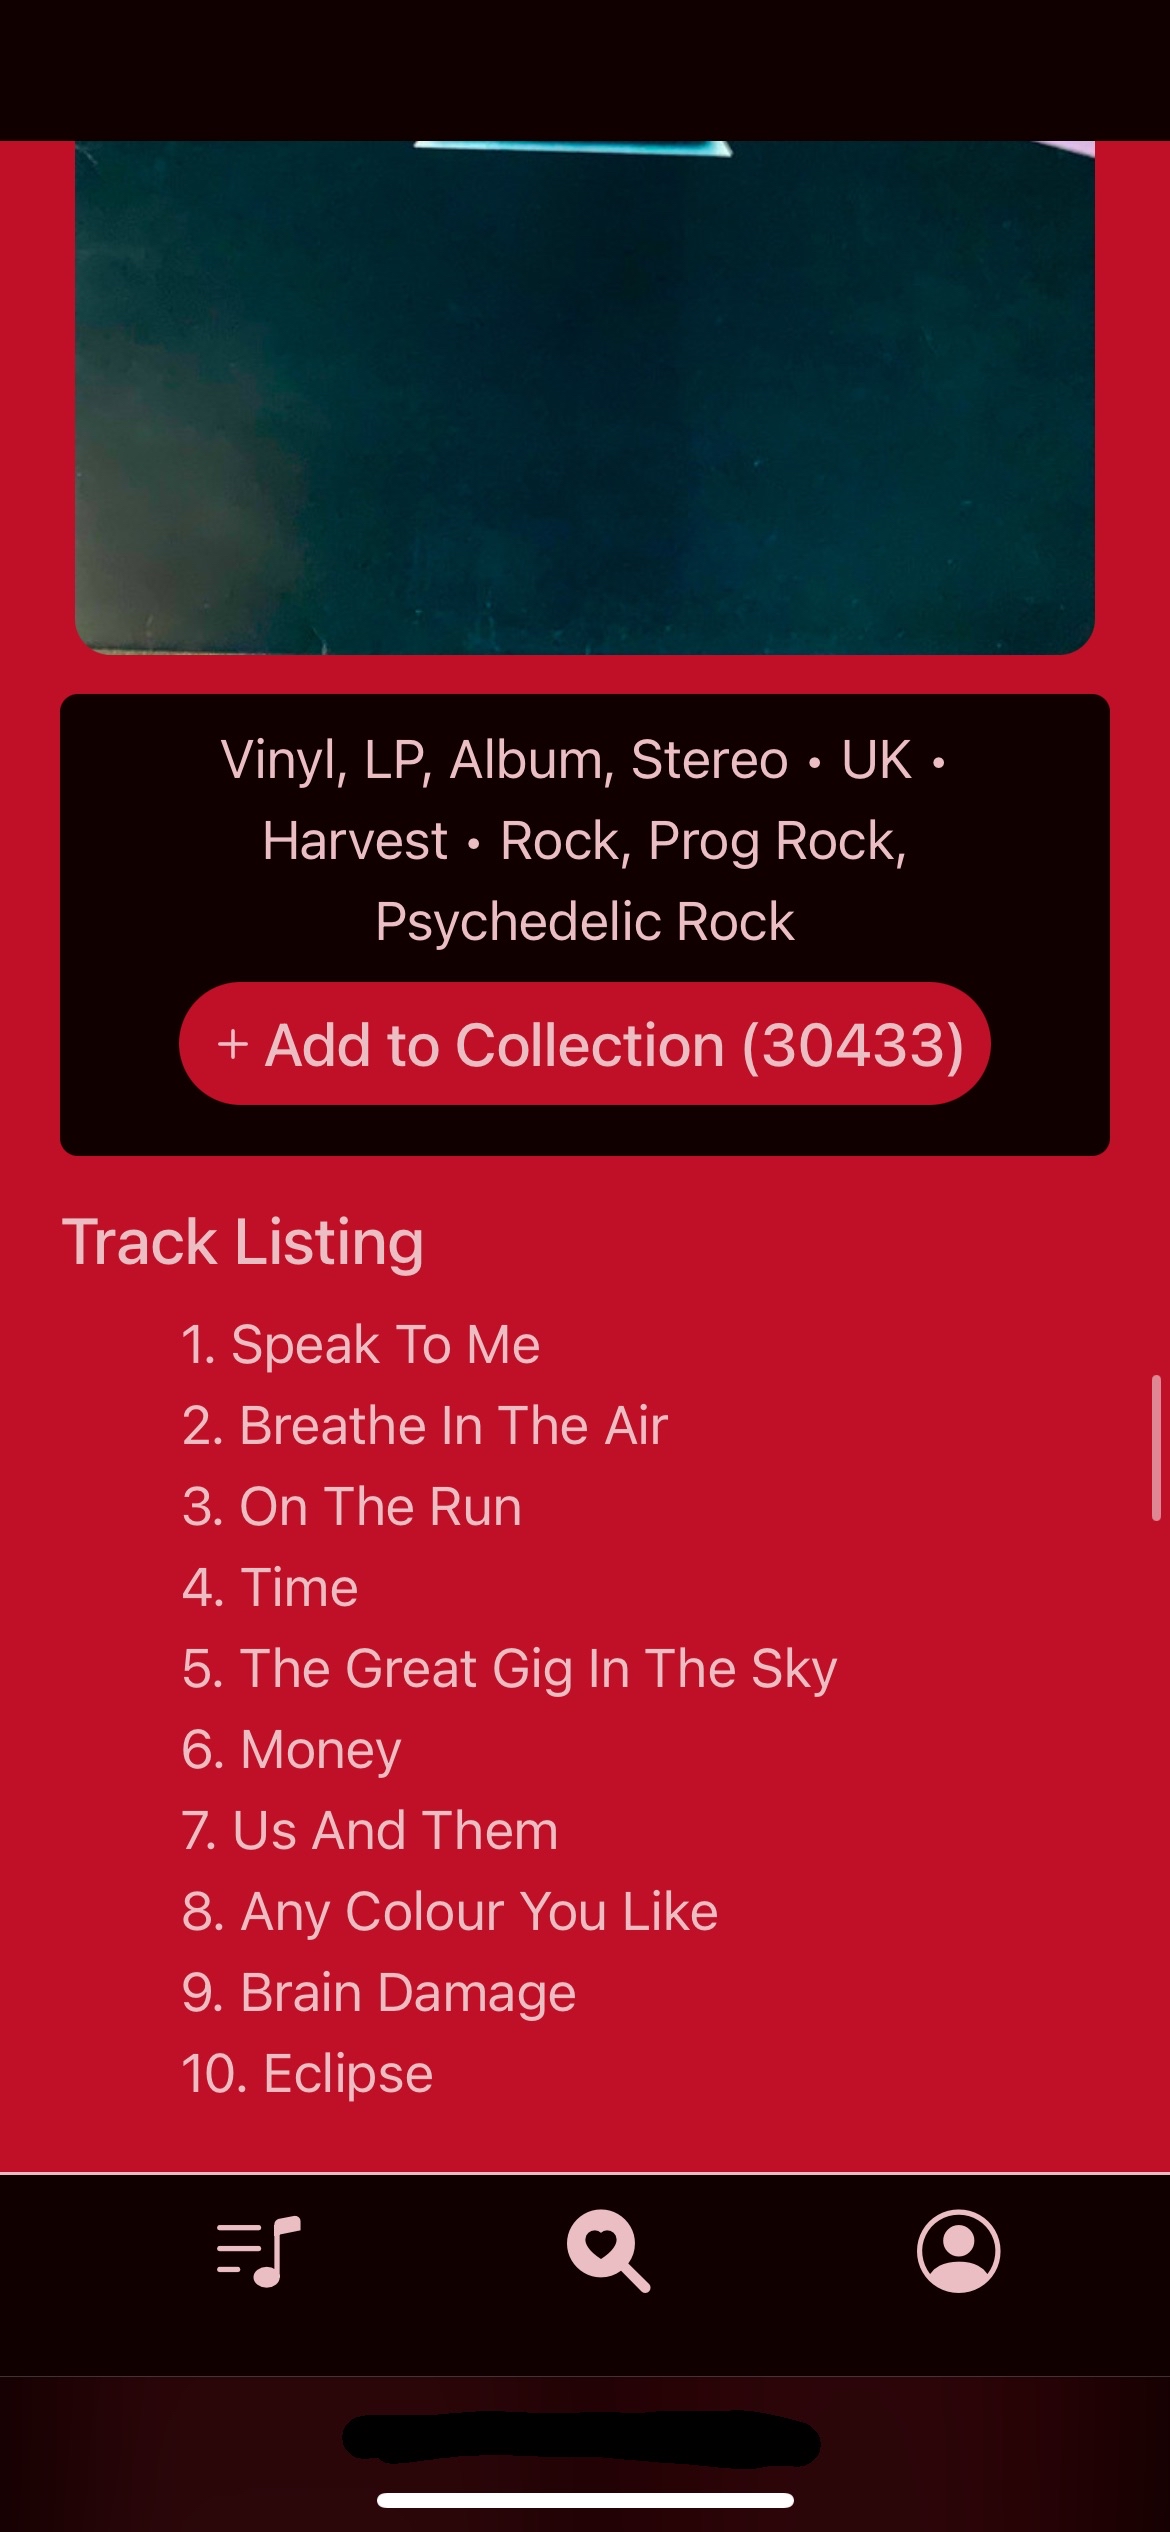 Vinyl, LP, Album, Stereo • UK •
Harvest • Rock, Prog Rock,
Psychedelic Rock
+ Add to Collection (30433)
Track Listing
1. Speak To Me
2. Breathe In The Air
3. On The Run
4. Time
5. The Great Gig In The Sky
6. Money
7. Us And Them
8. Any Colour You Like
9. Brain Damage
10. Eclipse